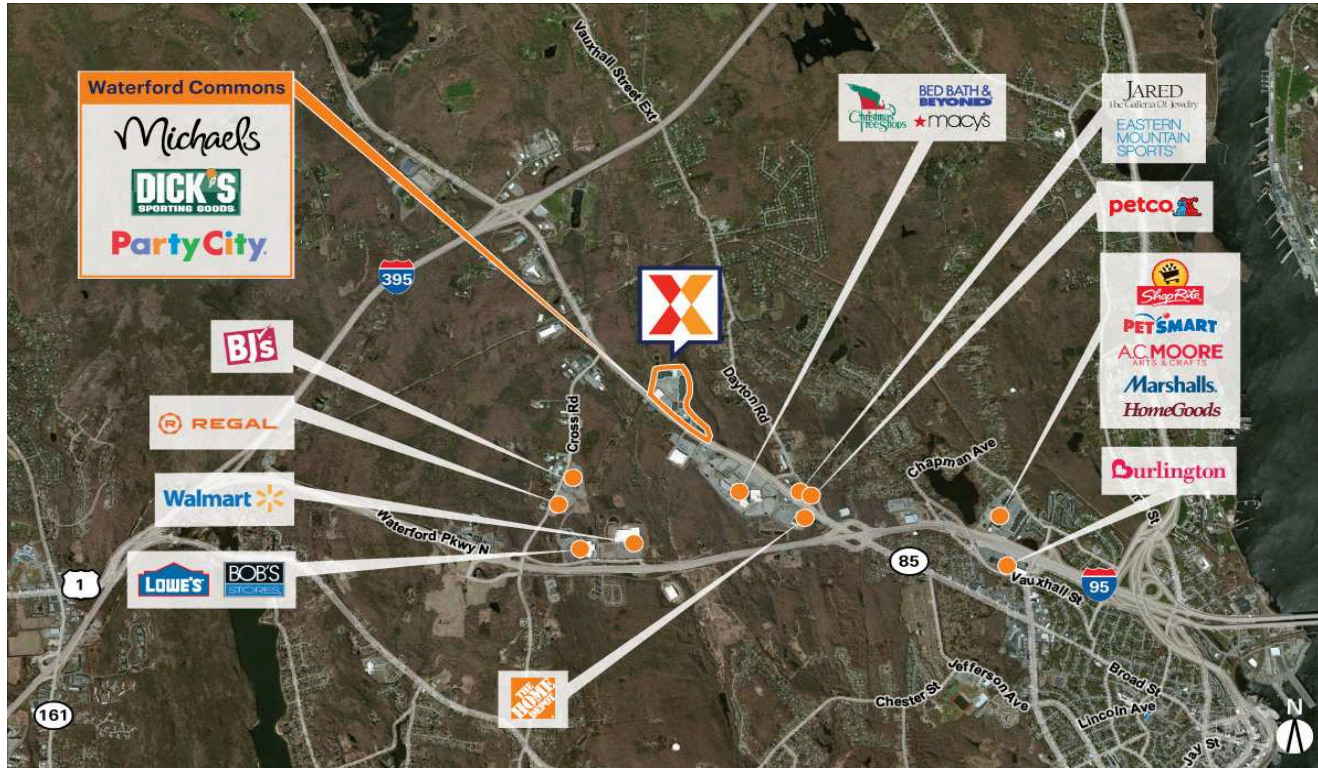 Waterford Commons
Michaels
DICK'S
SPORTING GOODS
Party City
395
BJ's
R REGAL
Walmart
LOWE'S
BOB'S
STORES
1
161
Vauxhall Street Ext
Dayton Rd
Cross Rd
Waterford Pkwy N
THE
HOME
DEPOT
Christmas
Tree Shops
BED BATH &
BEYOND
macy's
JARED
The Galleria Of Jewelry
EASTERN
MOUNTAIN
SPORTS
petco
ShopRite
PETSMART
A.C.MOORE
ARTS & CRAFTS
Marshalls
HomeGoods
Burlington
Chapman Ave
85
Vauxhall St
95
St
Broad St
Jefferson Ave
Chester St
Lincoln Ave
Jay St
N